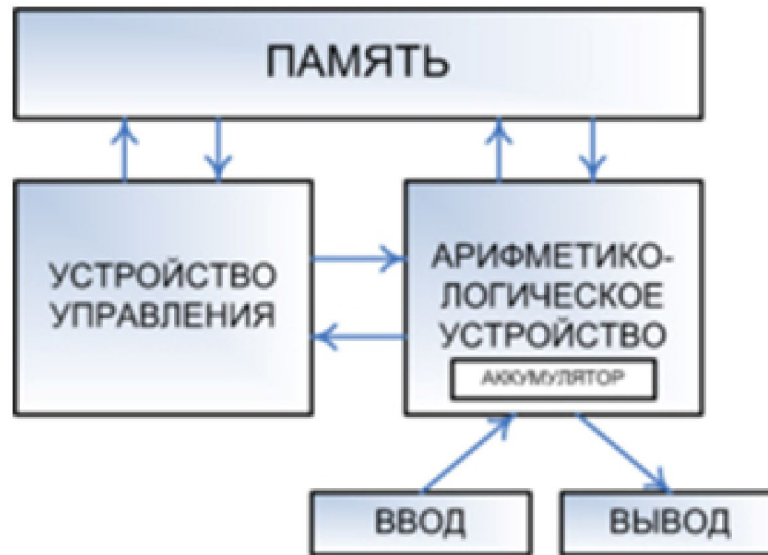 ПАМЯТЬ
УСТРОЙСТВО
УПРАВЛЕНИЯ
АРИФМЕТИКО-
ЛОГИЧЕСКОЕ
УСТРОЙСТВО
АККУМУЛЯТОР
ВВОД
ВЫВОД